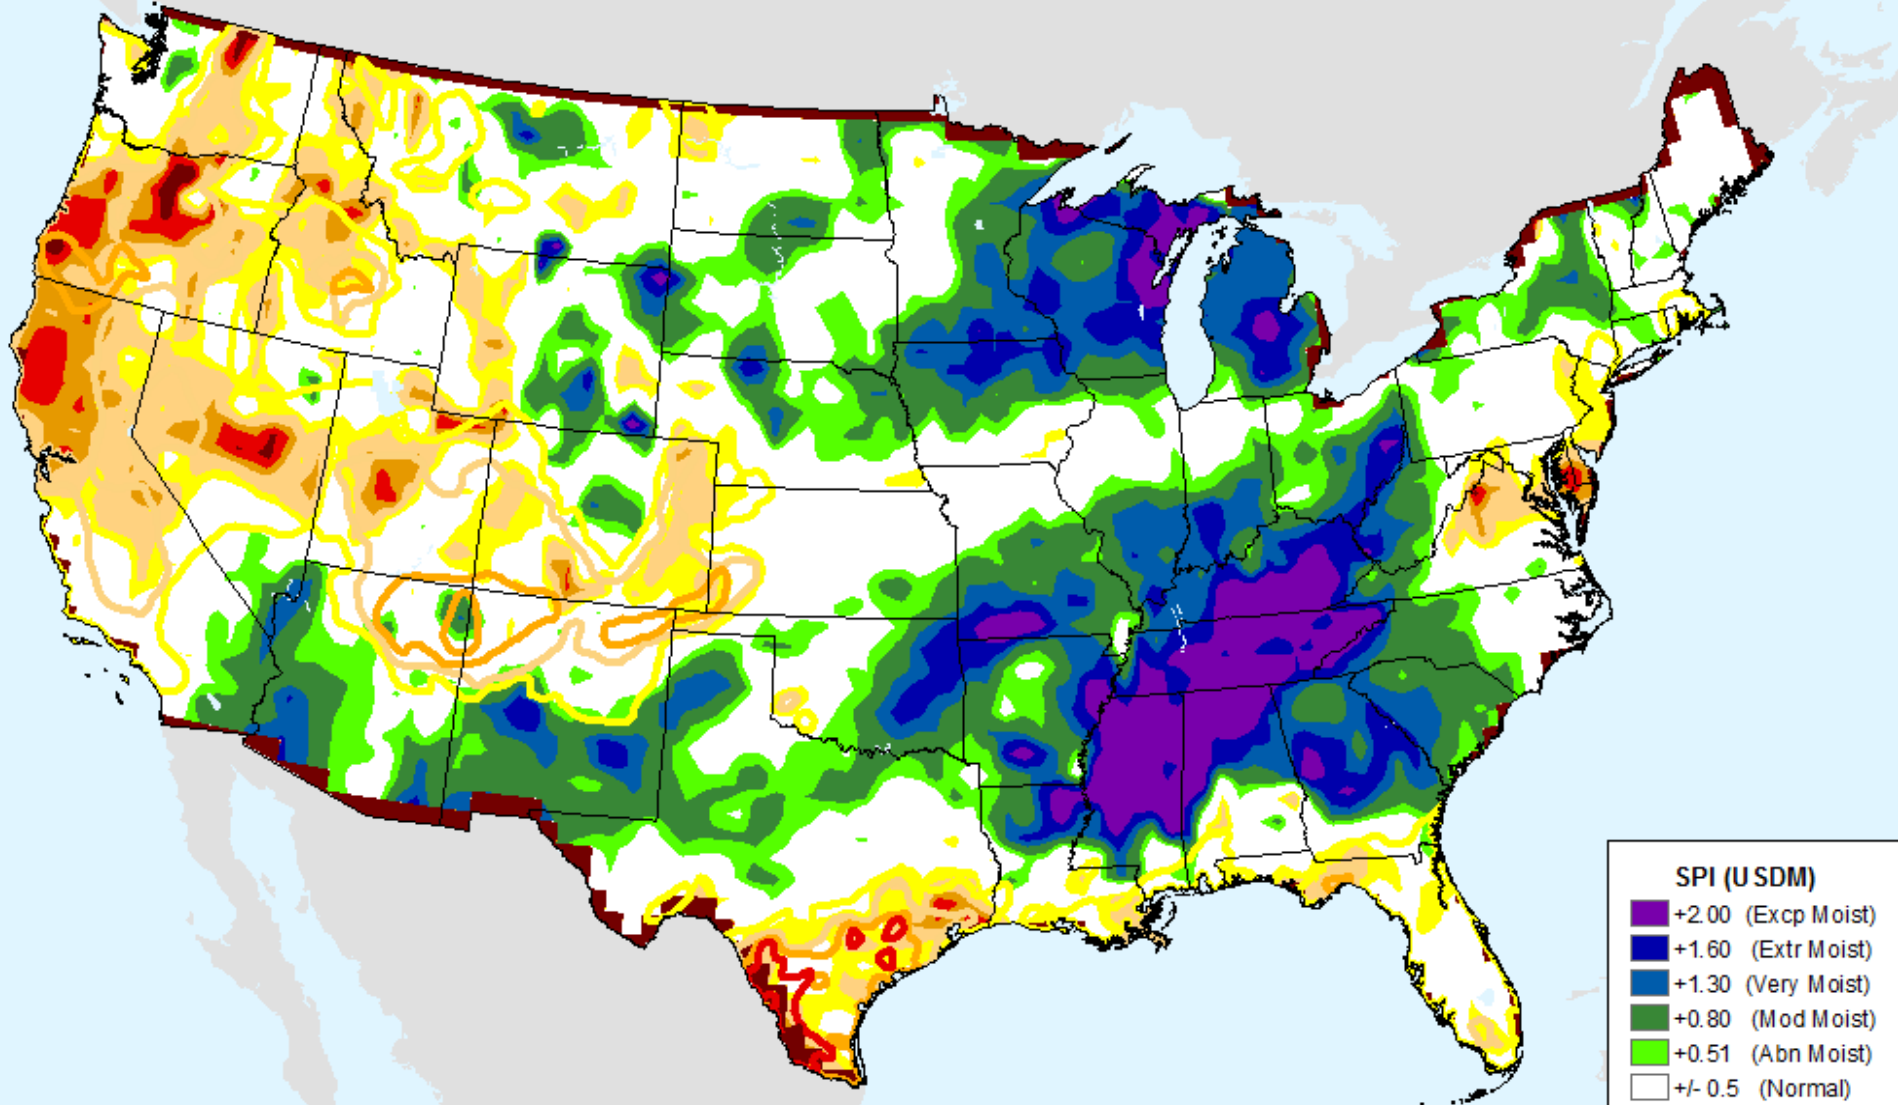 SPI (USDM)
+2.00 (Excp Moist)
+1.60 (Extr Moist)
+1.30 (Very Moist)
+0.80 (Mod Moist)
+0.51 (Abn Moist)
+/- 0.5 (Normal)